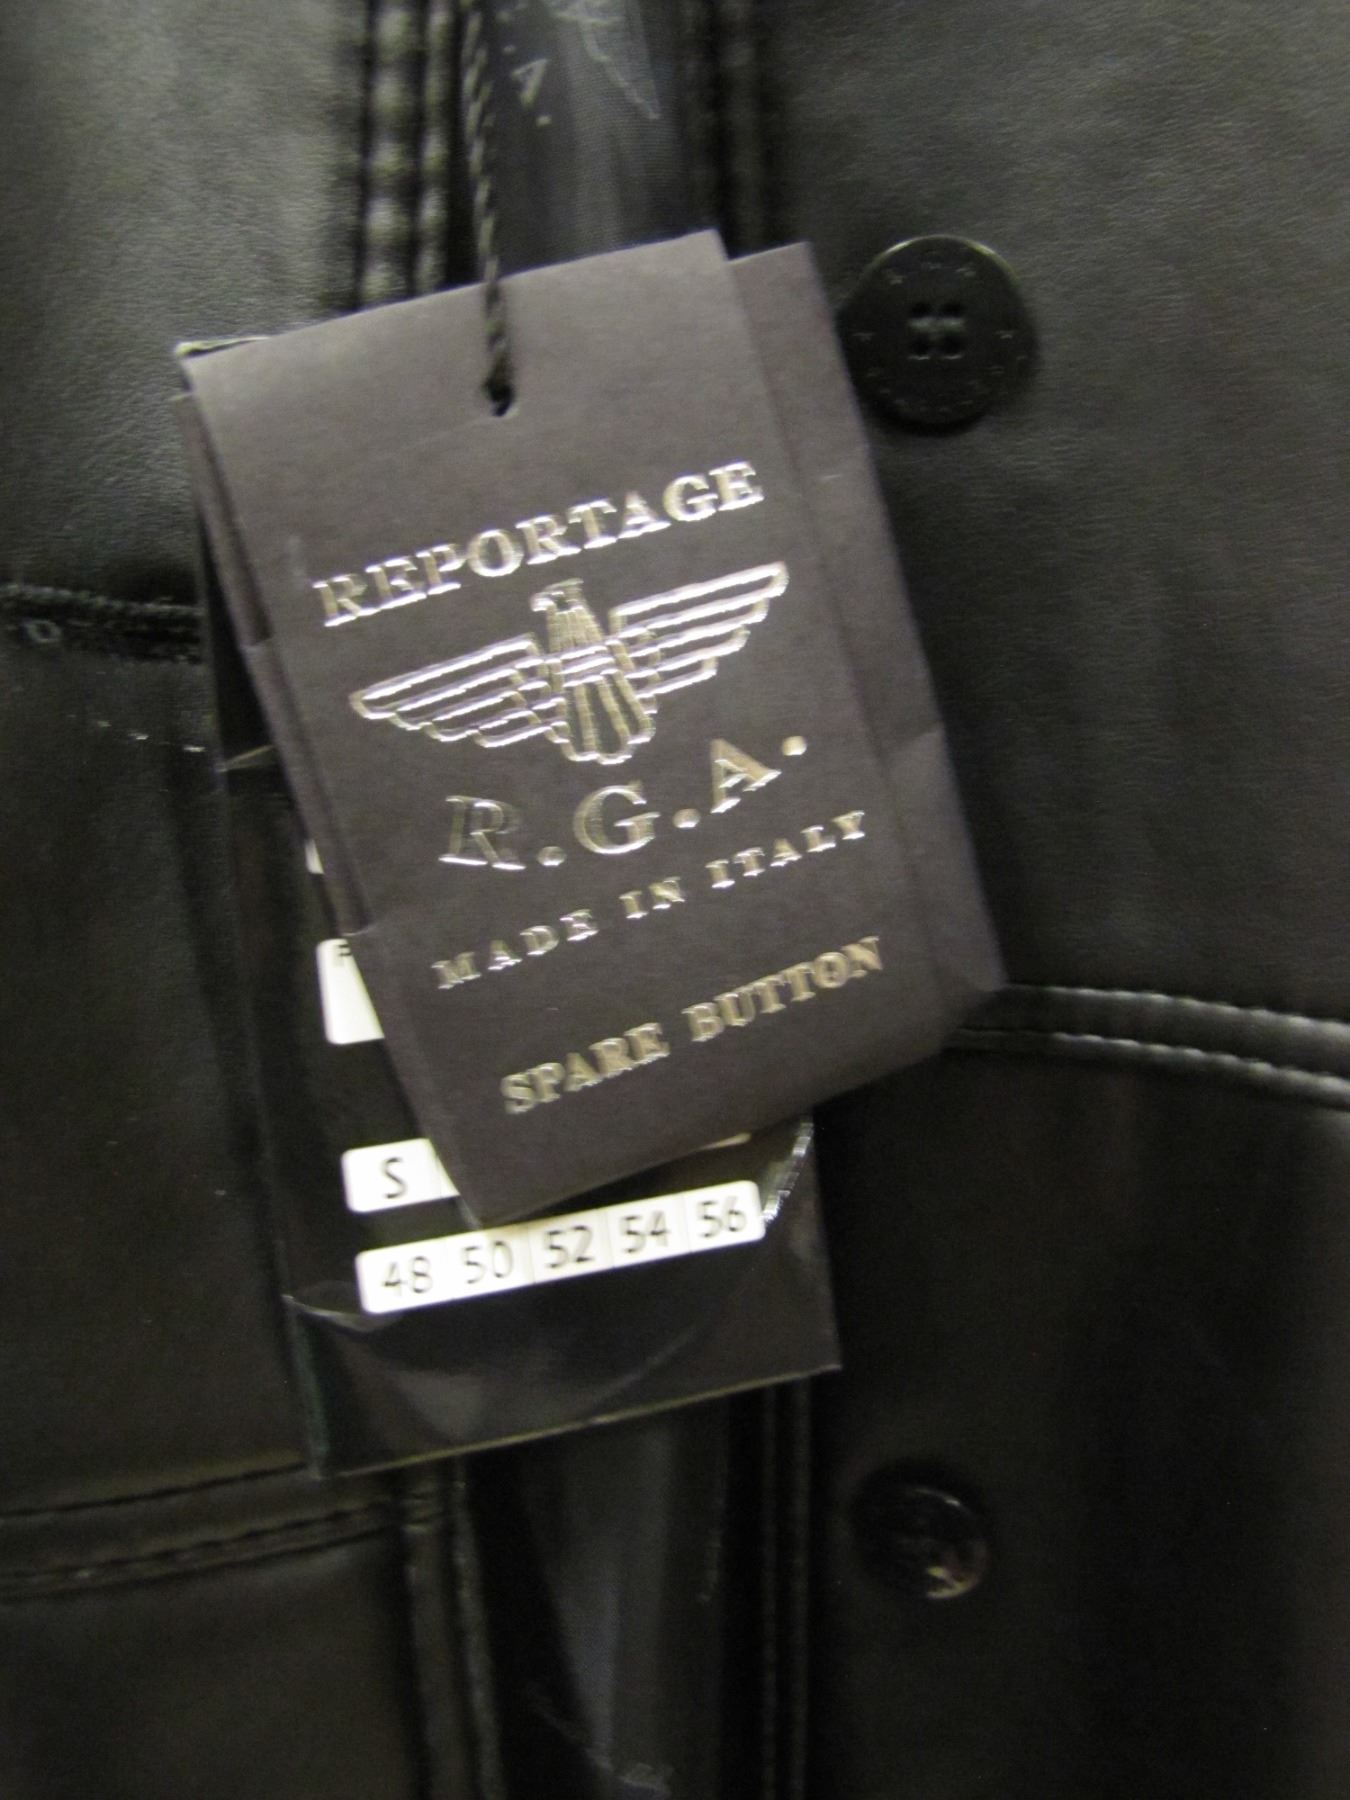 REPORTAGE
R.G.A.
MADE IN ITALY
SPARE BUTTON
S
48 50 52 54 56